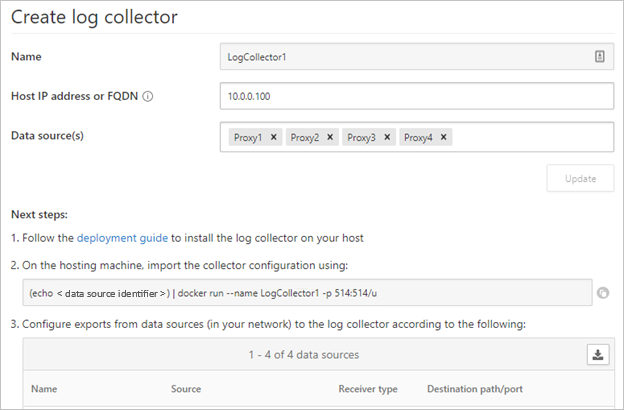 Create log collector
Name
LogCollector1
Host IP address or FQDN
10.0.0.100
Data source(s)
Proxy1 × Proxy2 × Proxy3 × Proxy4 ×
Update
Next steps:
1. Follow the deployment guide to install the log collector on your host
2. On the hosting machine, import the collector configuration using:
(echo < data source identifier >) | docker run --name LogCollector1 -p 514:514/u
3. Configure exports from data sources (in your network) to the log collector according to the following:
1 - 4 of 4 data sources
Name Source Receiver type Destination path/port